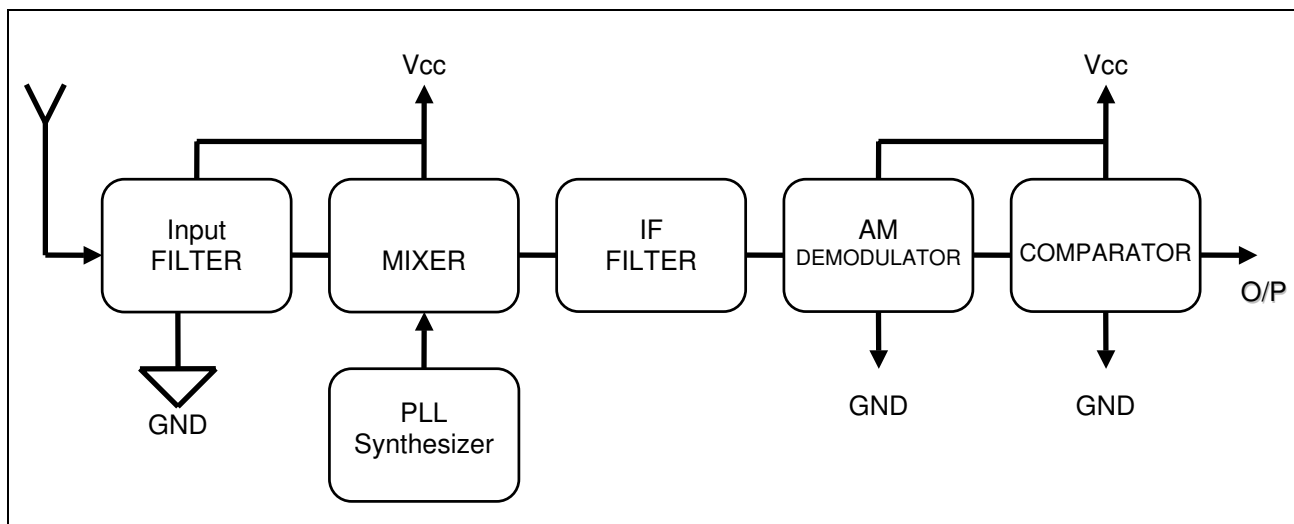 Vcc
Vcc
Input
FILTER
MIXER
IF
FILTER
AM
DEMODULATOR
COMPARATOR
O/P
GND
PLL
Synthesizer
GND
GND